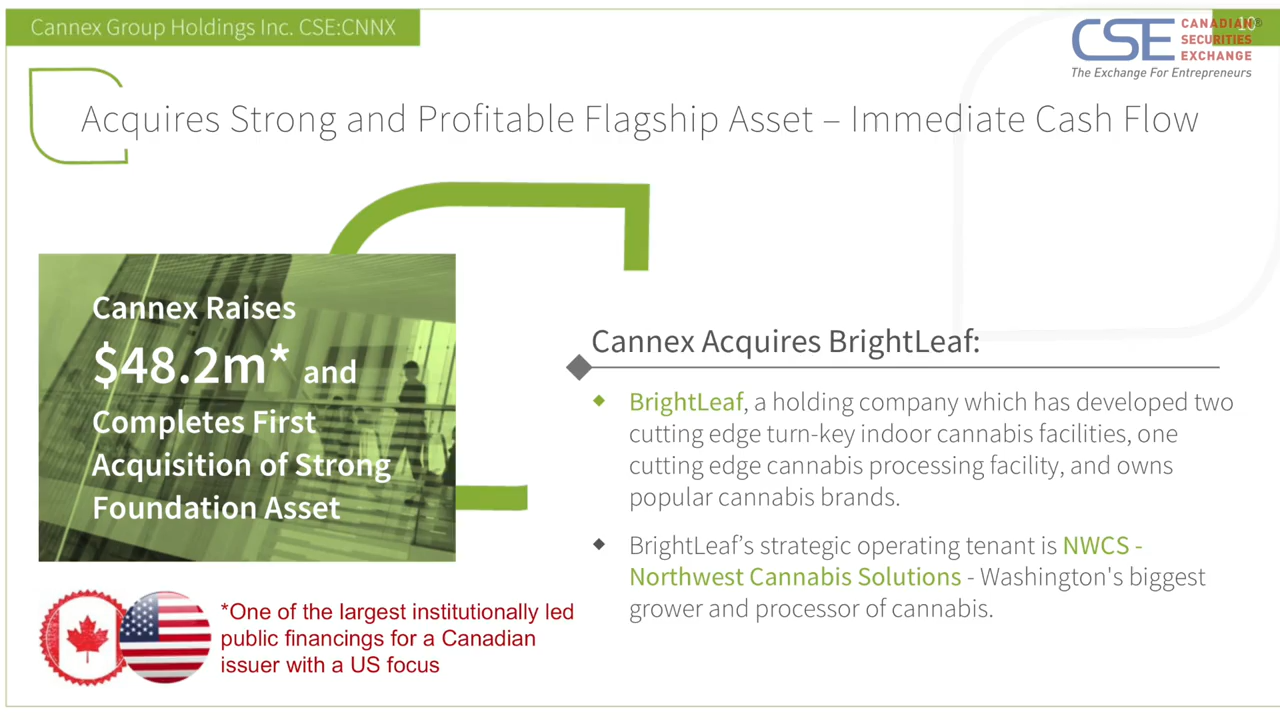 Cannex Group Holdings Inc. CSE:CNNX
CSE CANADIAN
SECURITIES
EXCHANGE
®
The Exchange For Entrepreneurs
Acquires Strong and Profitable Flagship Asset – Immediate Cash Flow
Cannex Raises
$48.2m* and
Completes First
Acquisition of Strong
Foundation Asset
Cannex Acquires BrightLeaf:
BrightLeaf, a holding company which has developed two
cutting edge turn-key indoor cannabis facilities, one
cutting edge cannabis processing facility, and owns
popular cannabis brands.
BrightLeaf’s strategic operating tenant is NWCS -
Northwest Cannabis Solutions - Washington's biggest
grower and processor of cannabis.
*One of the largest institutionally led
public financings for a Canadian
issuer with a US focus